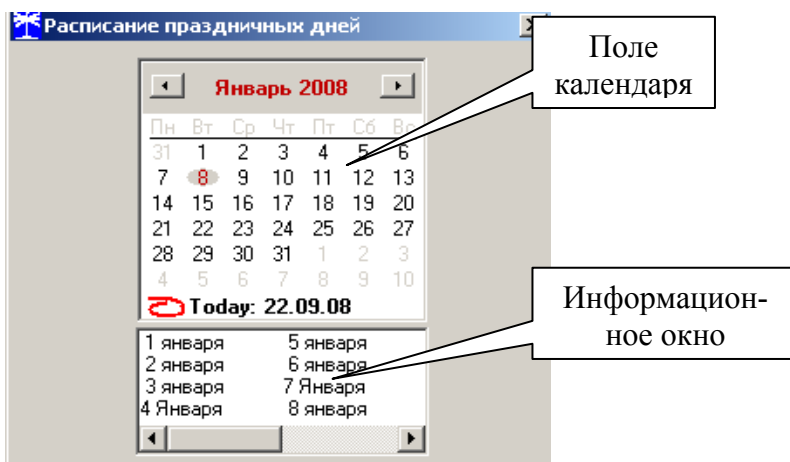 Расписание праздничных дней
Поле
календаря
Январь 2008
Пн Вт Ср Чт Пт Сб Вс
31 1 2 3 4 5 6
7 8 9 10 11 12 13
14 15 16 17 18 19 20
21 22 23 24 25 26 27
28 29 30 31 1 2 3
4 5 6 7 8 9 10
Today: 22.09.08
Информацион-
ное окно
1 января 5 января
2 января 6 января
3 января 7 Января
4 Января 8 января